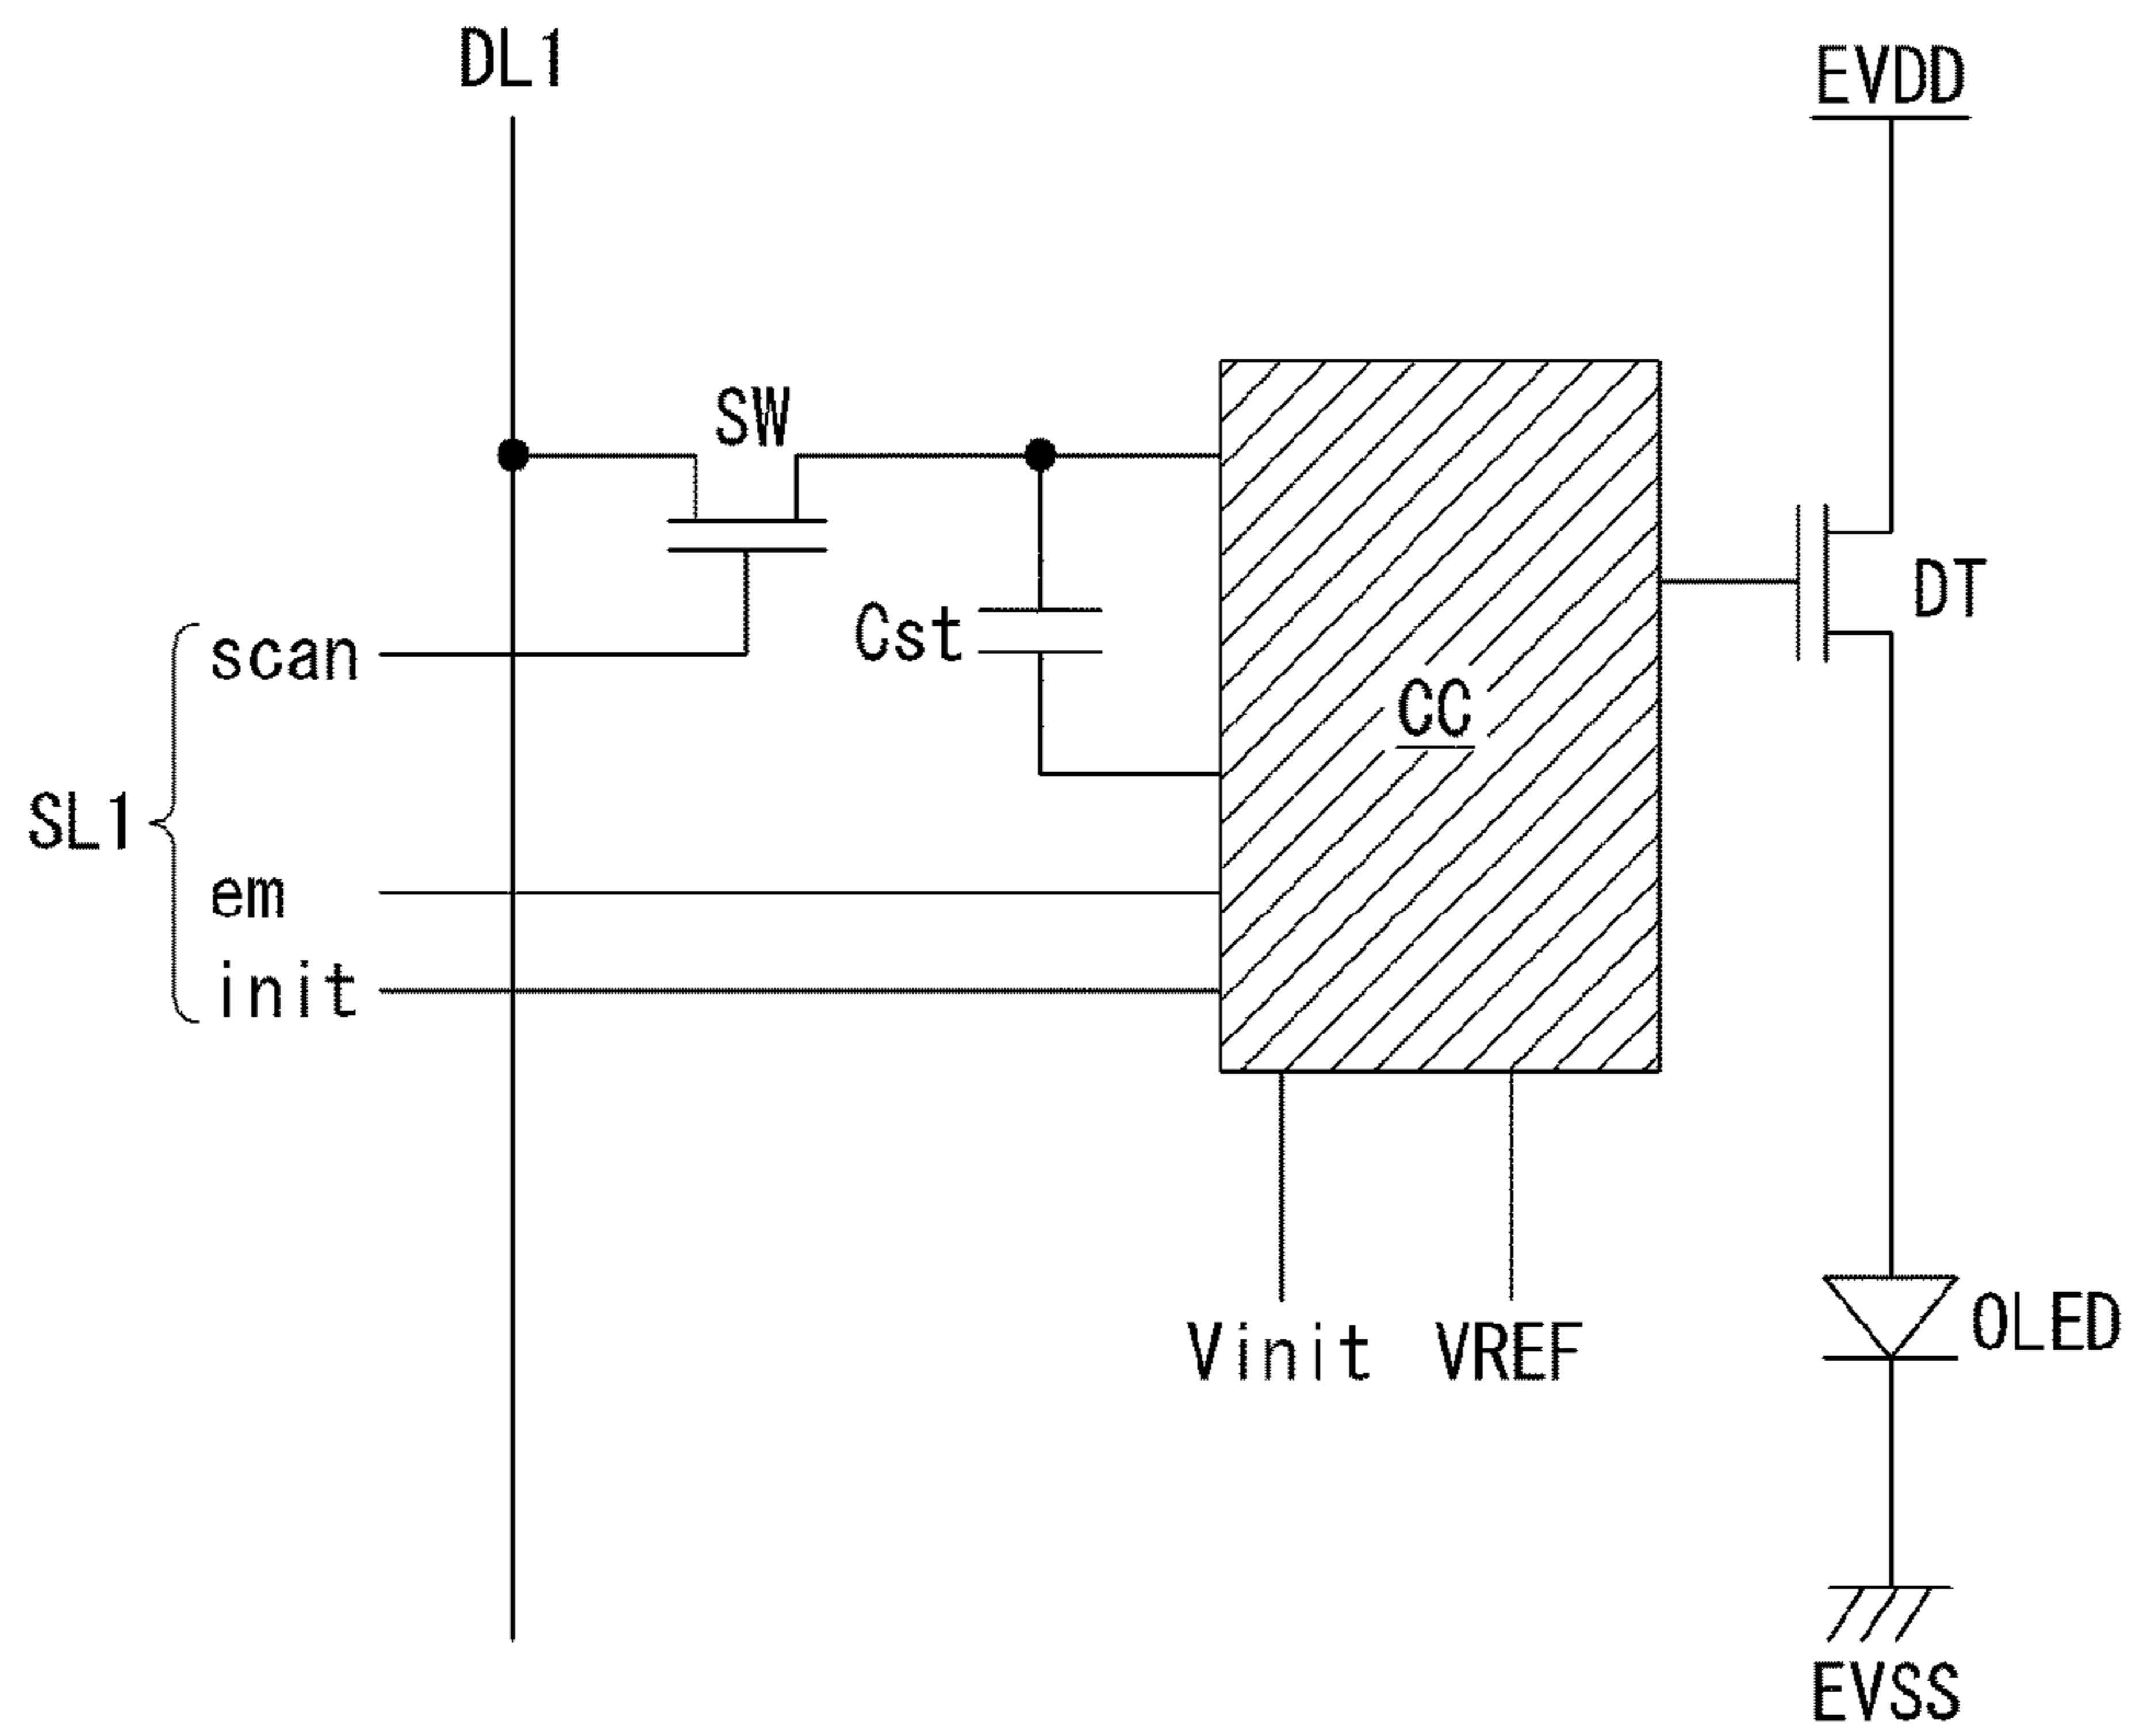 DL1
EVDD
SW
DT
Cst
scan
CC
SL1
em
init
Vinit
VREF
OLED
EVSS